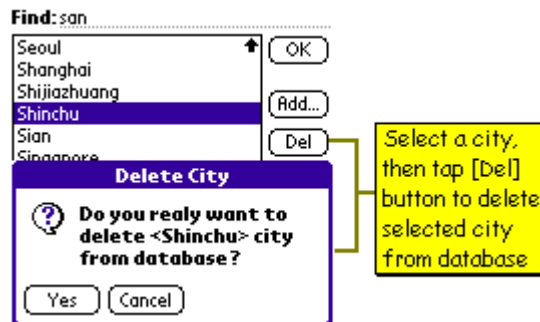 Find: san
Seoul
OK
Shanghai
Shijiazhuang
Shinchu
Add...
Sian
Del
Singapore
Delete City
Do you realy want to
delete <Shinchu> city
from database?
Yes
Cancel
Select a city,
then tap [Del]
button to delete
selected city
from database